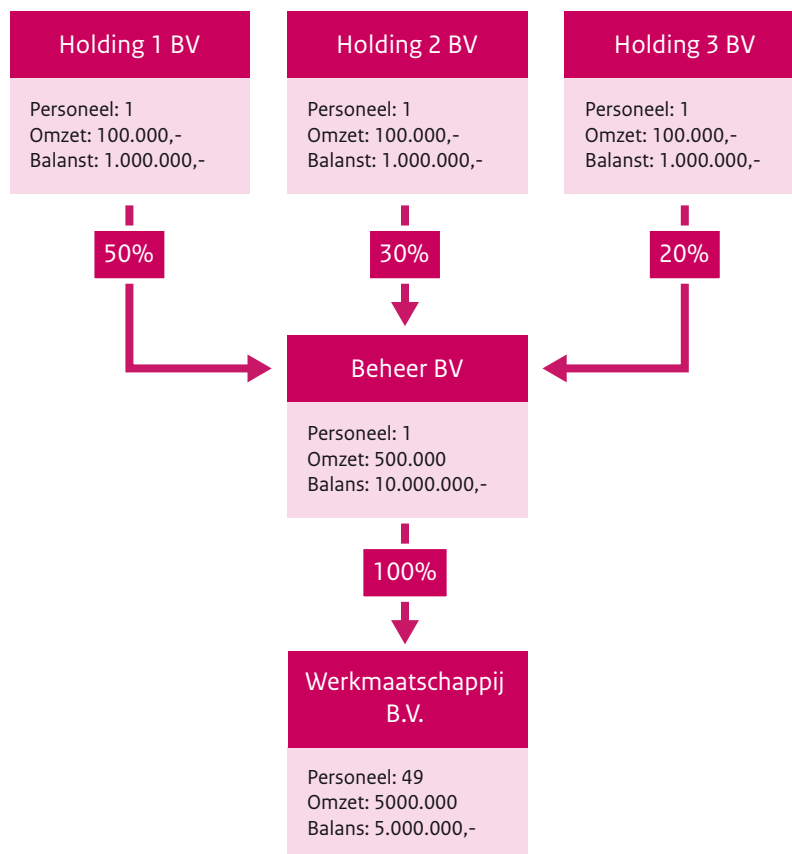 Holding 1 BV
Personeel: 1
Omzet: 100.000,-
Balanst: 1.000.000,-
50%
Holding 2 BV
Personeel: 1
Omzet: 100.000,-
Balanst: 1.000.000,-
30%
Holding 3 BV
Personeel: 1
Omzet: 100.000,-
Balanst: 1.000.000,-
20%
Beheer BV
Personeel: 1
Omzet: 500.000
Balans: 10.000.000,-
100%
Werkmaatschappij
B.V.
Personeel: 49
Omzet: 5000.000
Balans: 5.000.000,-